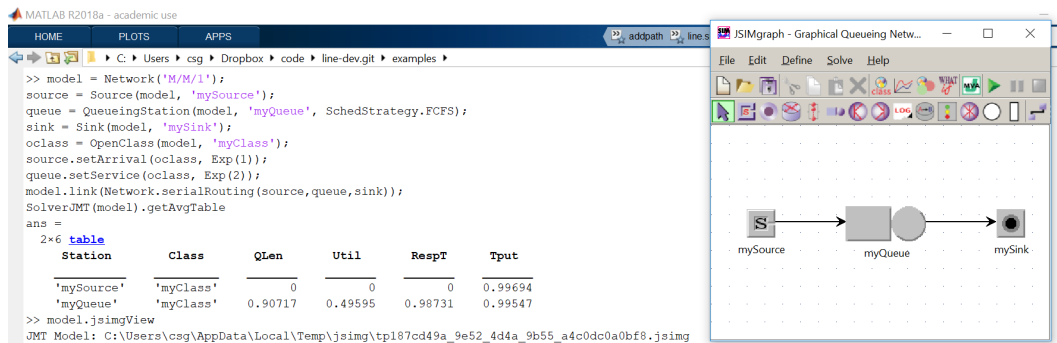 MATLAB R2018a - academic use
HOME PLOTS APPS addpath line.s
C: Users csg Dropbox code line-dev.git examples
>> model = Network('M/M/1');
source = Source(model, 'mySource');
queue = QueueingStation(model, 'myQueue', SchedStrategy.FCFS);
sink = Sink(model, 'mySink');
oclass = OpenClass(model, 'myClass');
source.setArrival(oclass, Exp(1));
queue.setService(oclass, Exp(2));
model.link(Network.serialRouting(source,queue,sink));
SolverJMT(model).getAvgTable
ans =
2×6 table
Station Class QLen Util RespT Tput
'mySource' 'myClass' 0 0 0 0.99694
'myQueue' 'myClass' 0.90717 0.49595 0.98731 0.99547
>> model.jsimgView
JMT Model: C:\Users\csg\AppData\Local\Temp\jsimg\tp187cd49a_9e52_4d4a_9b55_a4c0dc0a0bf8.jsimg
JSIMgraph - Graphical Queueing Netw...
File Edit Define Solve Help
class WHAT IF MVA
LOG
S
mySource myQueue mySink